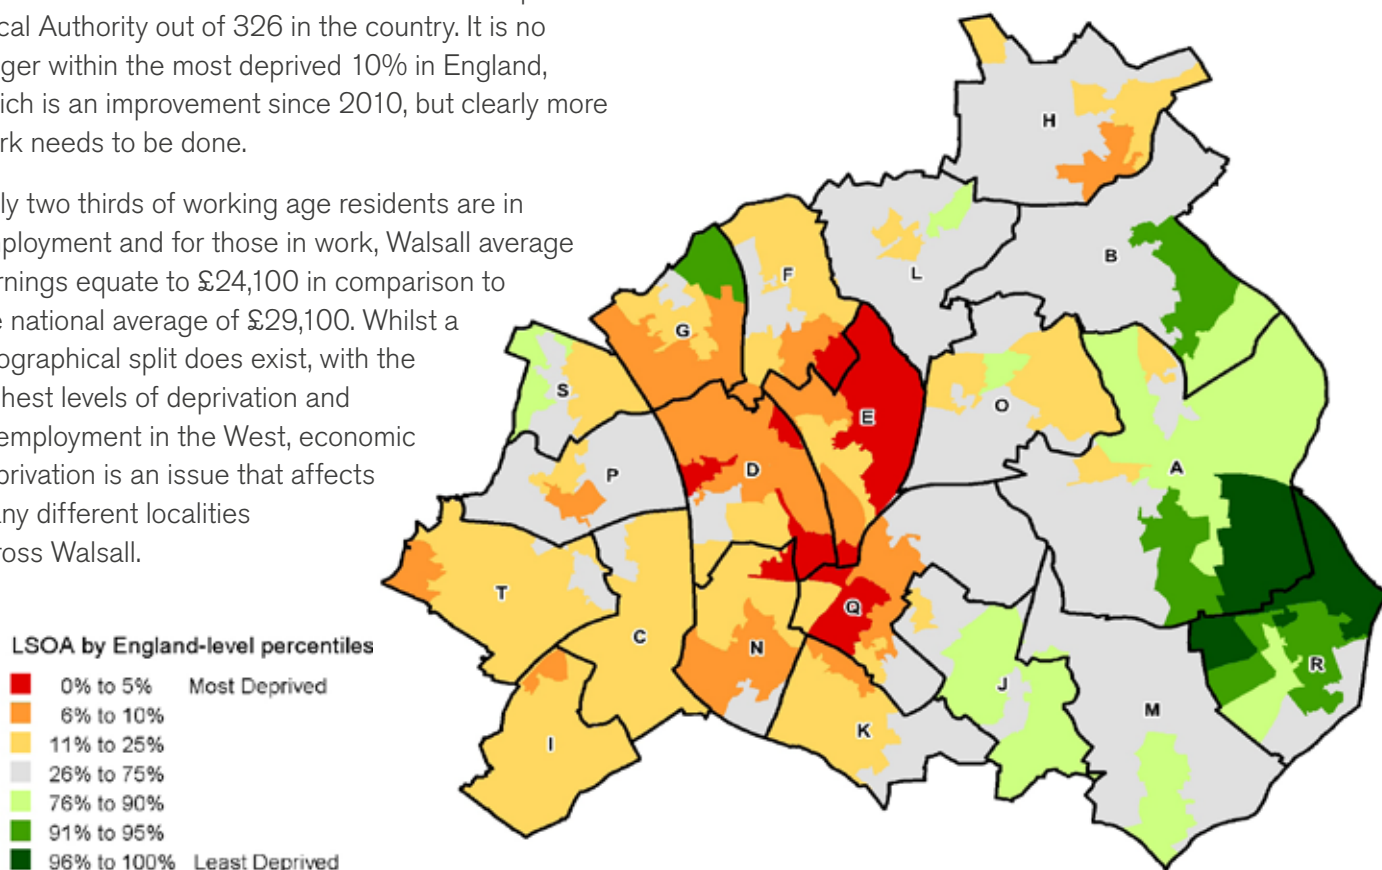 cal Authority out of 326 in the country. It is no
ger within the most deprived 10% in England,
ich is an improvement since 2010, but clearly more
rk needs to be done.
ly two thirds of working age residents are in
ployment and for those in work, Walsall average
rnings equate to £24,100 in comparison to
e national average of £29,100. Whilst a
ographical split does exist, with the
hest levels of deprivation and
employment in the West, economic
privation is an issue that affects
any different localities
ross Walsall.
H
B
L
F
G
S
E
O
D
P
A
T
Q
C
N
R
J
M
K
I
LSOA by England-level percentiles
0% to 5% Most Deprived
6% to 10%
11% to 25%
26% to 75%
76% to 90%
91% to 95%
96% to 100% Least Deprived